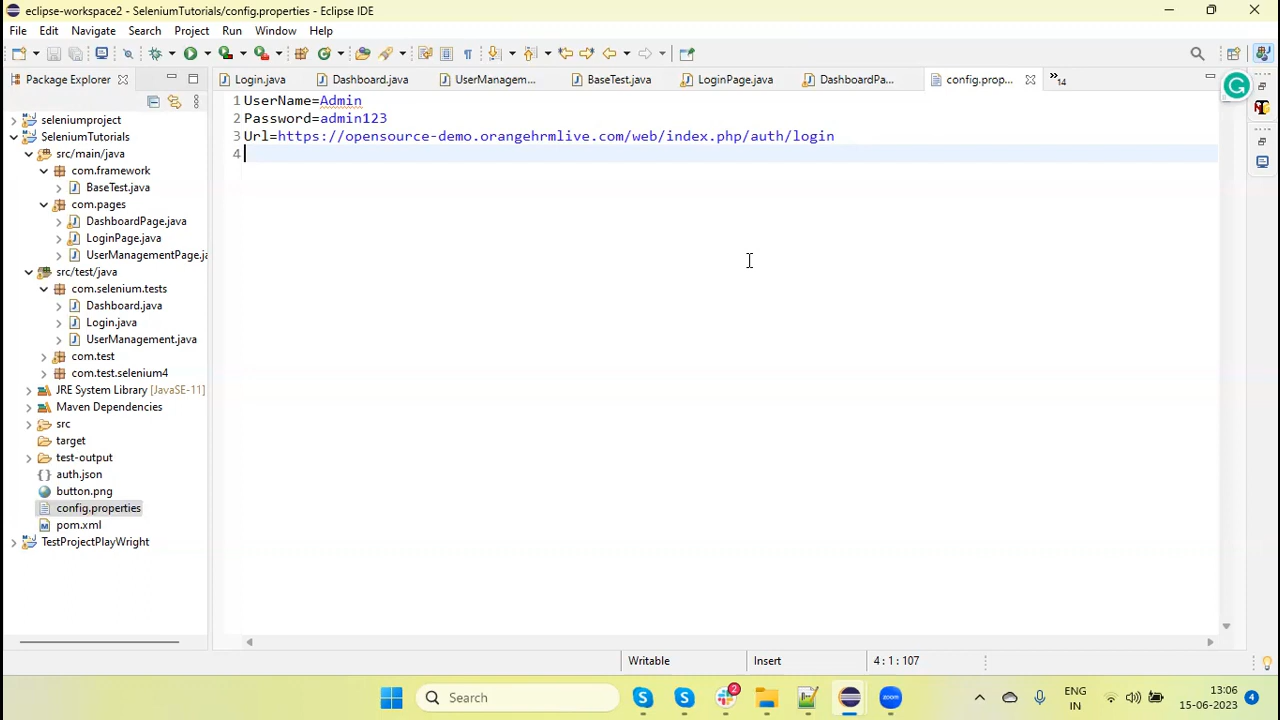 eclipse-workspace2 - SeleniumTutorials/config.properties - Eclipse IDE
File Edit Navigate Search Project Run Window Help
Package Explorer
Login.java Dashboard.java UserManagem... BaseTest.java LoginPage.java DashboardPa... config.prop... »14
seleniumproject
SeleniumTutorials
src/main/java
com.framework
BaseTest.java
com.pages
DashboardPage.java
LoginPage.java
UserManagementPage.ja
src/test/java
com.selenium.tests
Dashboard.java
Login.java
UserManagement.java
com.test
com.test.selenium4
JRE System Library [JavaSE-11]
Maven Dependencies
src
target
test-output
auth.json
button.png
config.properties
pom.xml
TestProjectPlayWright
1 UserName=Admin
2 Password=admin123
3 Url=https://opensource-demo.orangehrmlive.com/web/index.php/auth/login
4
Writable Insert 4 : 1 : 107
Search
2
zoom
ENG
IN
13:06
15-06-2023
4